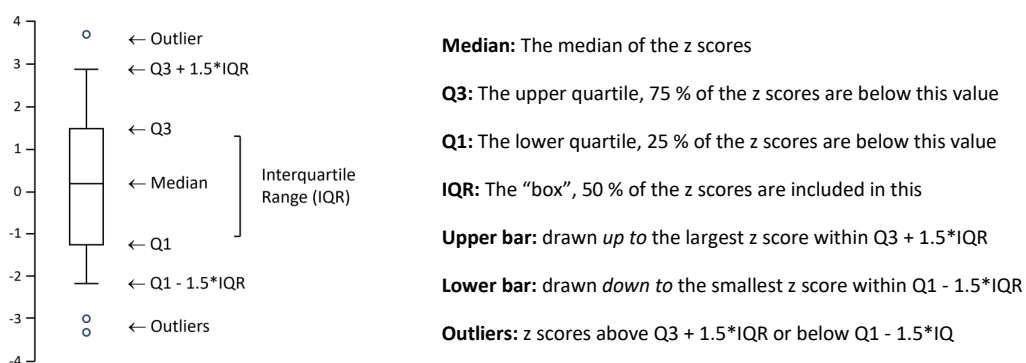 4
3
2
1
0
-1
-2
-3
-4
← Outlier
← Q3 + 1.5*IQR
← Q3
← Median
← Q1
← Q1 - 1.5*IQR
← Outliers
Interquartile
Range (IQR)
Median: The median of the z scores
Q3: The upper quartile, 75 % of the z scores are below this value
Q1: The lower quartile, 25 % of the z scores are below this value
IQR: The “box”, 50 % of the z scores are included in this
Upper bar: drawn up to the largest z score within Q3 + 1.5*IQR
Lower bar: drawn down to the smallest z score within Q1 - 1.5*IQR
Outliers: z scores above Q3 + 1.5*IQR or below Q1 - 1.5*IQ